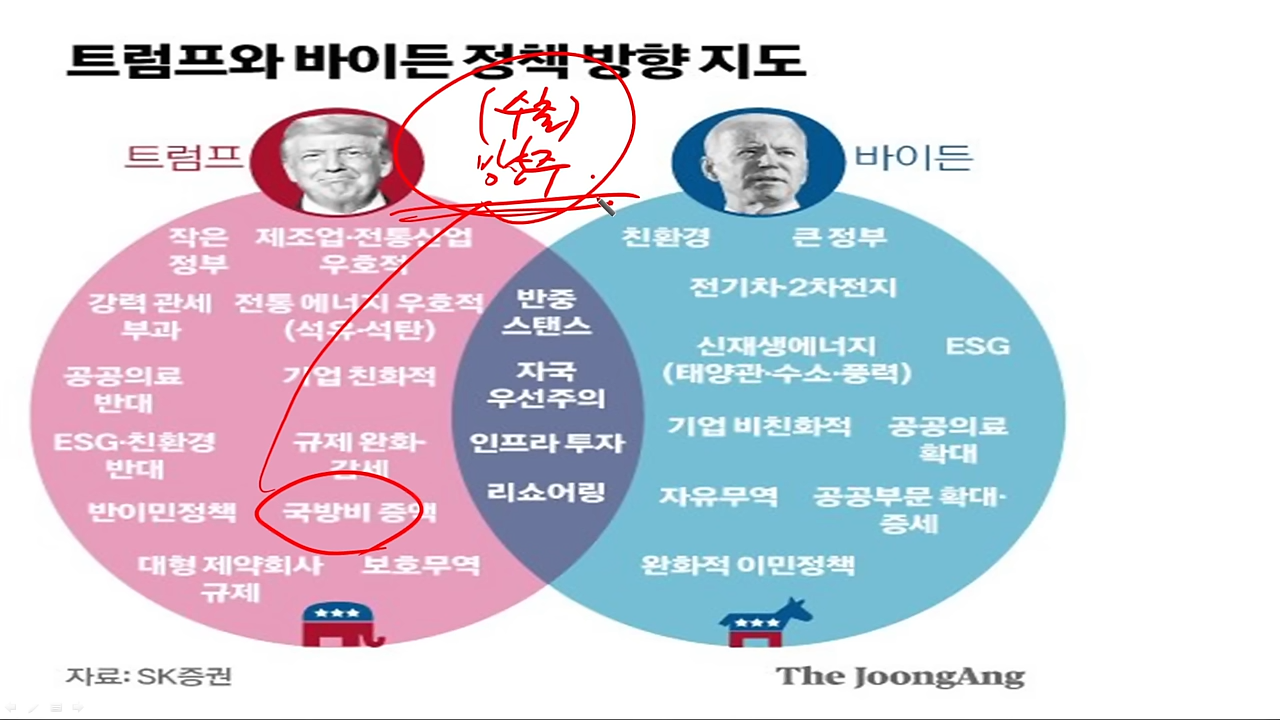 트럼프와 바이든 정책 방향 지도
(수출)
방산주.
트럼프
바이든
작은
정부
제조업·전통산업
우호적
강력 관세
부과
전통 에너지 우호적
(석유·석탄)
공공의료
반대
기업 친화적
ESG·친환경
반대
규제 완화·
감세
반이민정책
국방비 증액
대형 제약회사
규제
보호무역
반중
스탠스
자국
우선주의
인프라 투자
리쇼어링
친환경
큰 정부
전기차·2차전지
신재생에너지
(태양관·수소·풍력)
ESG
기업 비친화적
공공의료
확대
자유무역
공공부문 확대·
증세
완화적 이민정책
자료: SK증권
The JoongAng